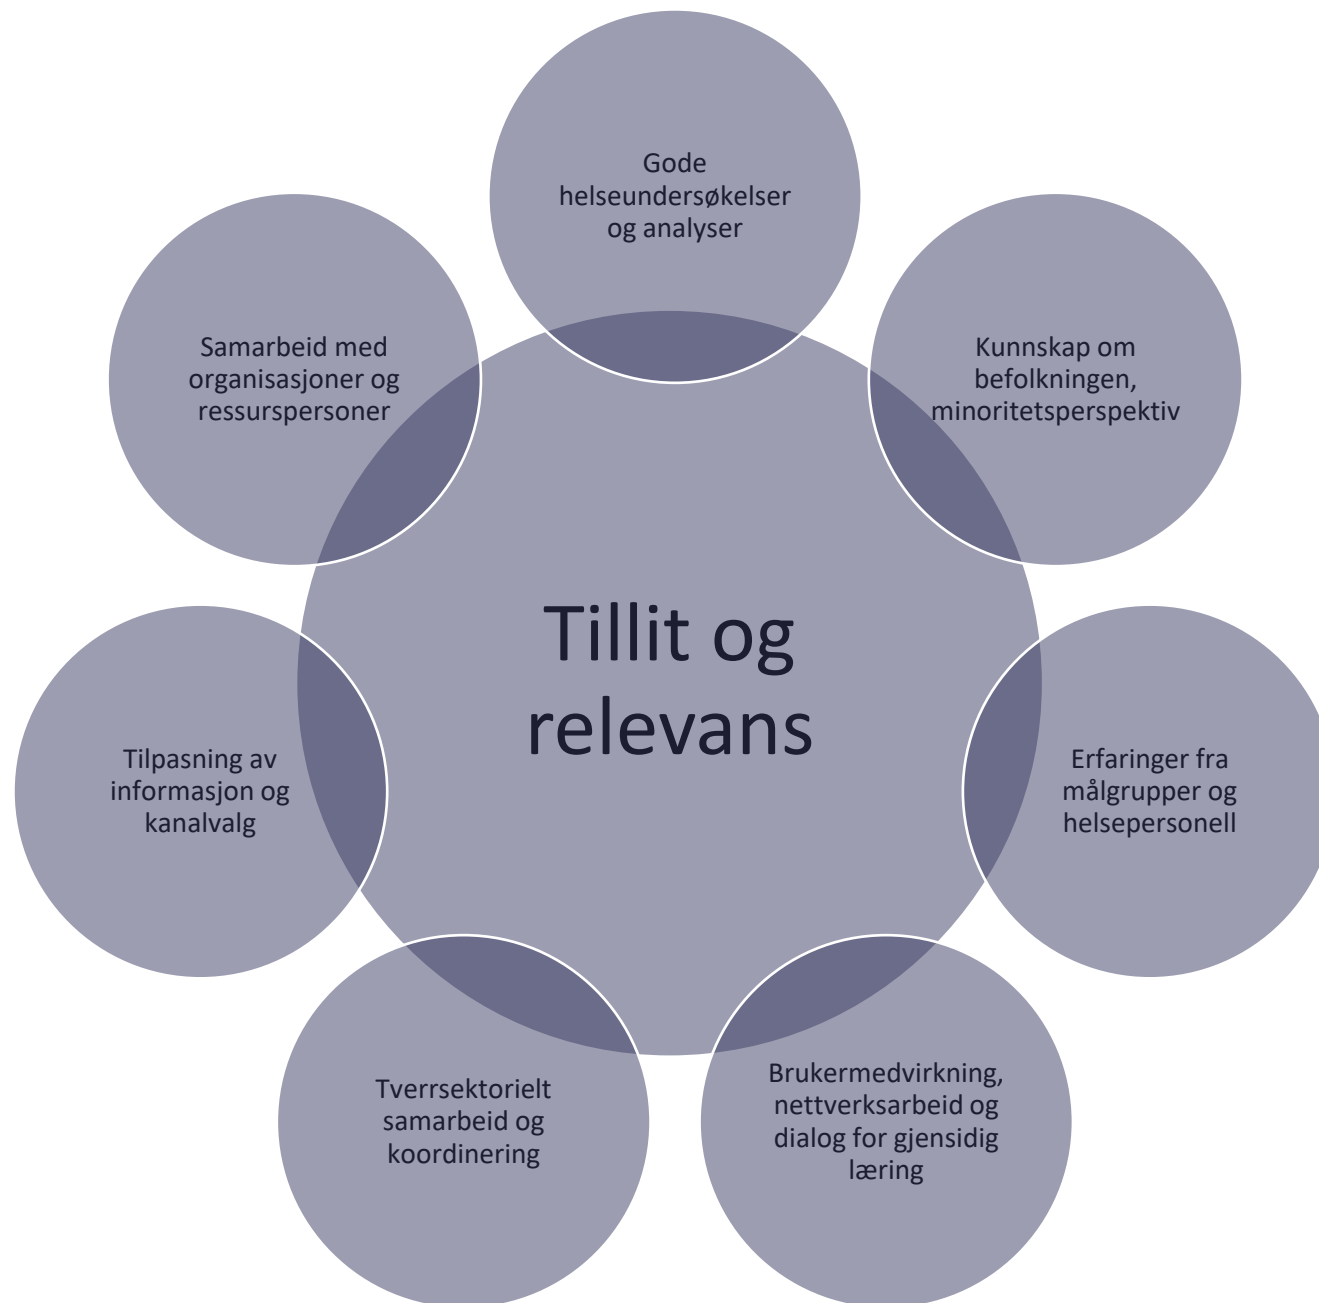 Gode
helseundersøkelser
og analyser
Kunnskap om
befolkningen,
minoritetsperspektiv
Erfaringer fra
målgrupper og
helsepersonell
Brukermedvirkning,
nettverksarbeid og
dialog for gjensidig
læring
Tverrsektorielt
samarbeid og
koordinering
Tilpasning av
informasjon og
kanalvalg
Samarbeid med
organisasjoner og
ressurspersoner
Tillit og
relevans